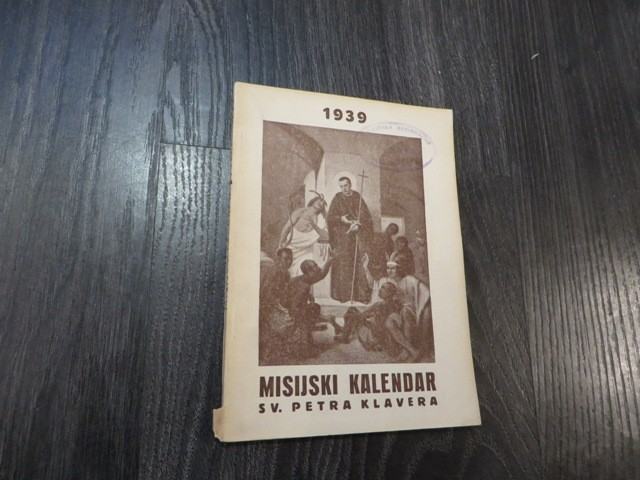 1939
MISIJSKI KALENDAR
SV. PETRA KLAVERA